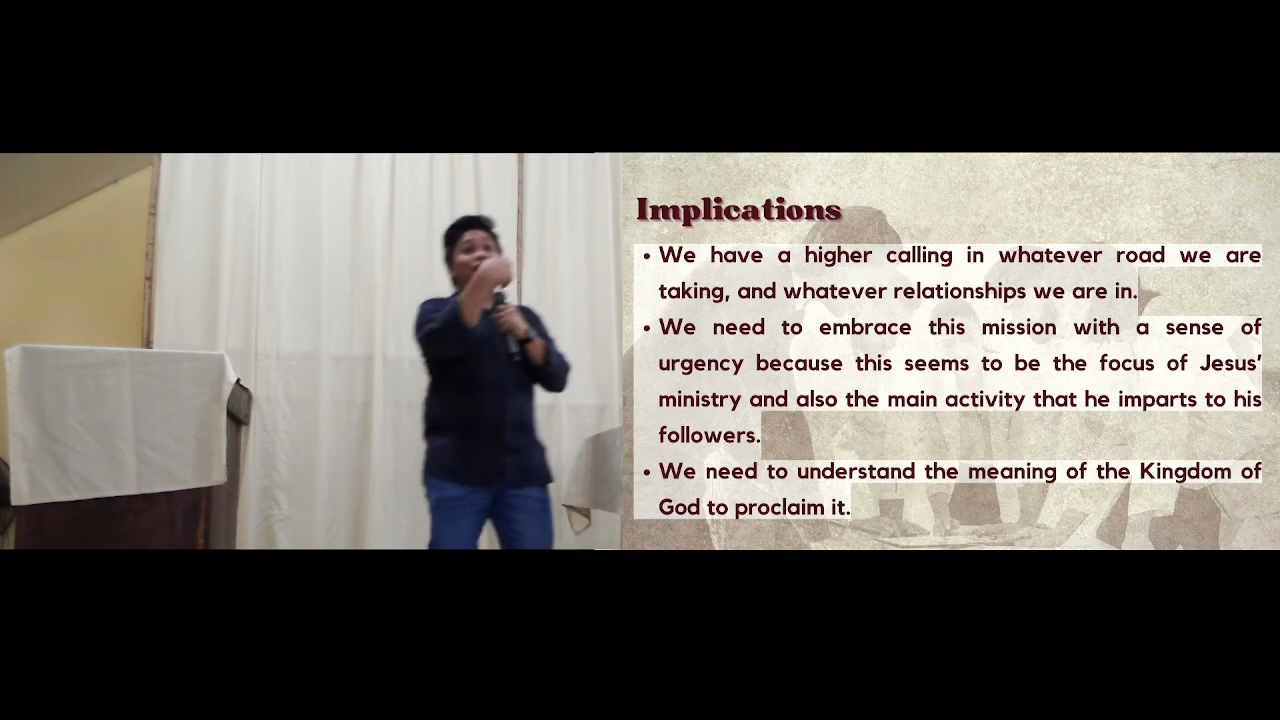 Implications
• We have a higher calling in whatever road we are
taking, and whatever relationships we are in.
• We need to embrace this mission with a sense of
urgency because this seems to be the focus of Jesus’
ministry and also the main activity that he imparts to his
followers.
• We need to understand the meaning of the Kingdom of
God to proclaim it.